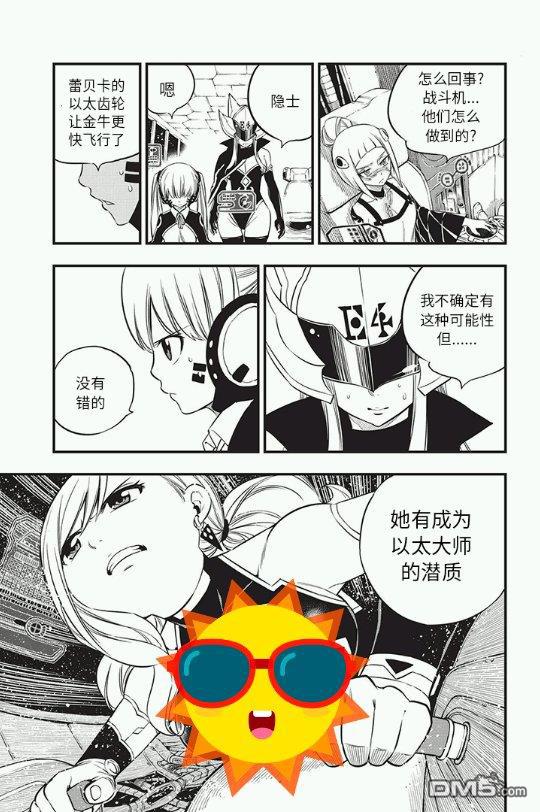 怎么回事?
战斗机...
他们怎么
做到的?
隐士
嗯
蕾贝卡的
以太齿轮
让金牛更
快飞行了
我不确定有
这种可能性
但......
没有
错的
她有成为
以太大师
的潜质
DM5.com